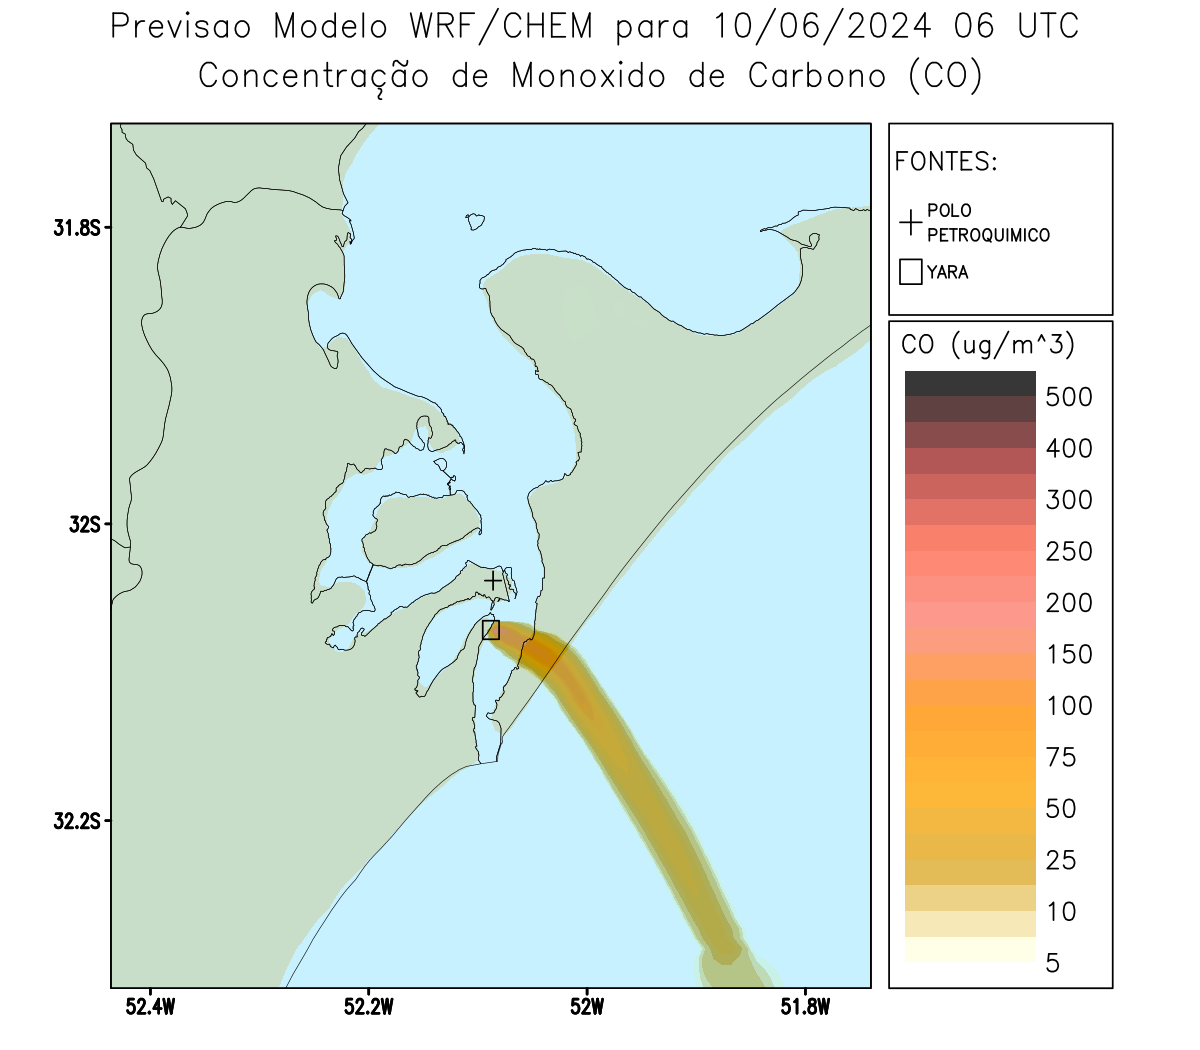 Previsao Modelo WRF/CHEM para 10/06/2024 06 UTC
Concentração de Monoxido de Carbono (CO)
FONTES:
POLO
PETROQUIMICO
YARA
CO (ug/m^3)
500
400
300
250
200
150
100
75
50
25
10
5
31.8S
32S
32.2S
52.4W
52.2W
52W
51.8W